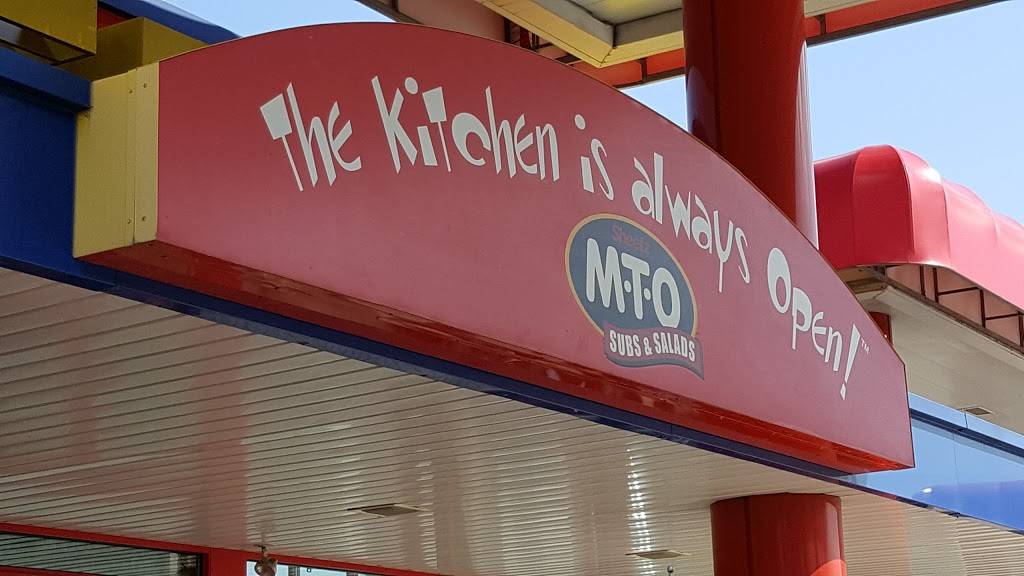 The Kitchen is always Open!™
Sheetz
M•T•O
SUBS & SALADS